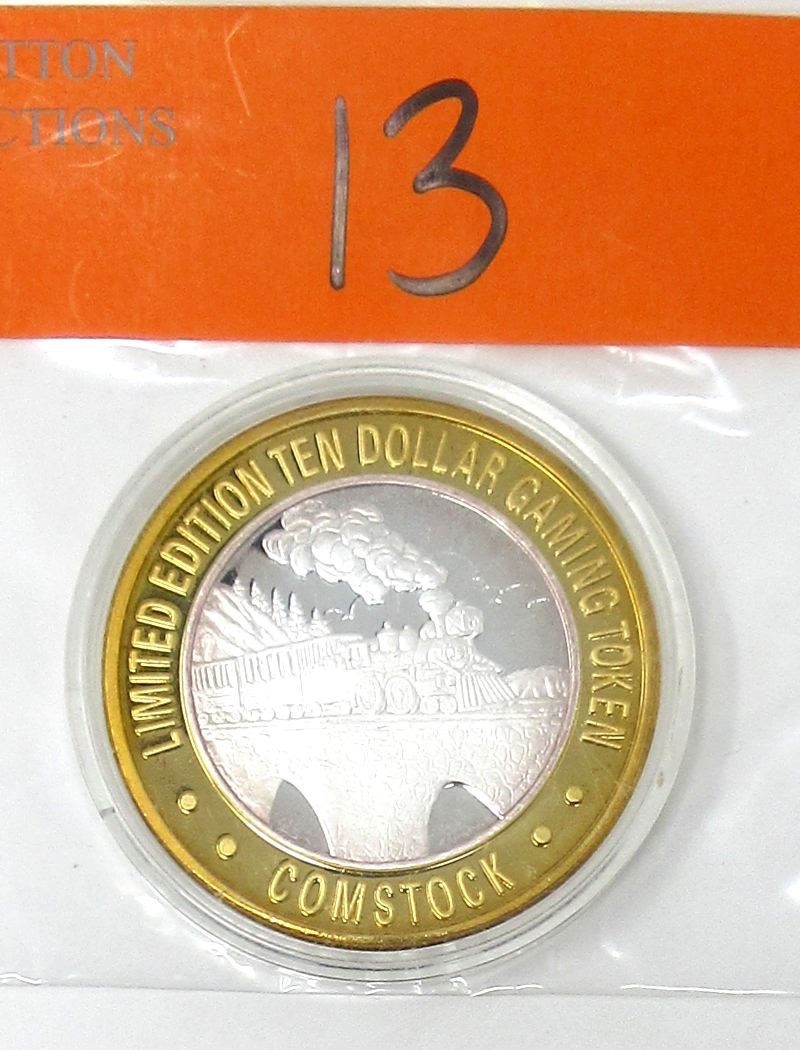 TTON
CTIONS
13
LIMITED EDITION TEN DOLLAR GAMING TOKEN
COMSTOCK